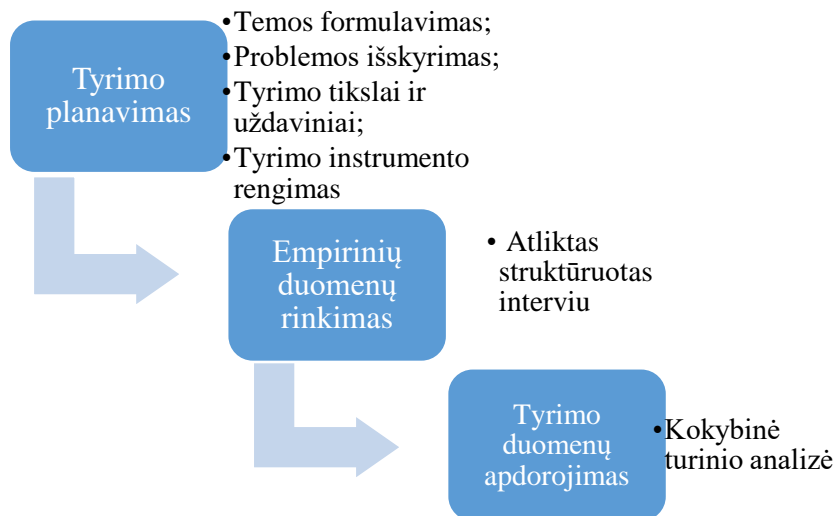 Tyrimo
planavimas
•Temos formulavimas;
•Problemos išskyrimas;
•Tyrimo tikslai ir
uždaviniai;
•Tyrimo instrumento
rengimas
Empirinių
duomenų
rinkimas
• Atliktas
struktūruotas
interviu
Tyrimo
duomenų
apdorojimas
•Kokybinė
turinio analizė